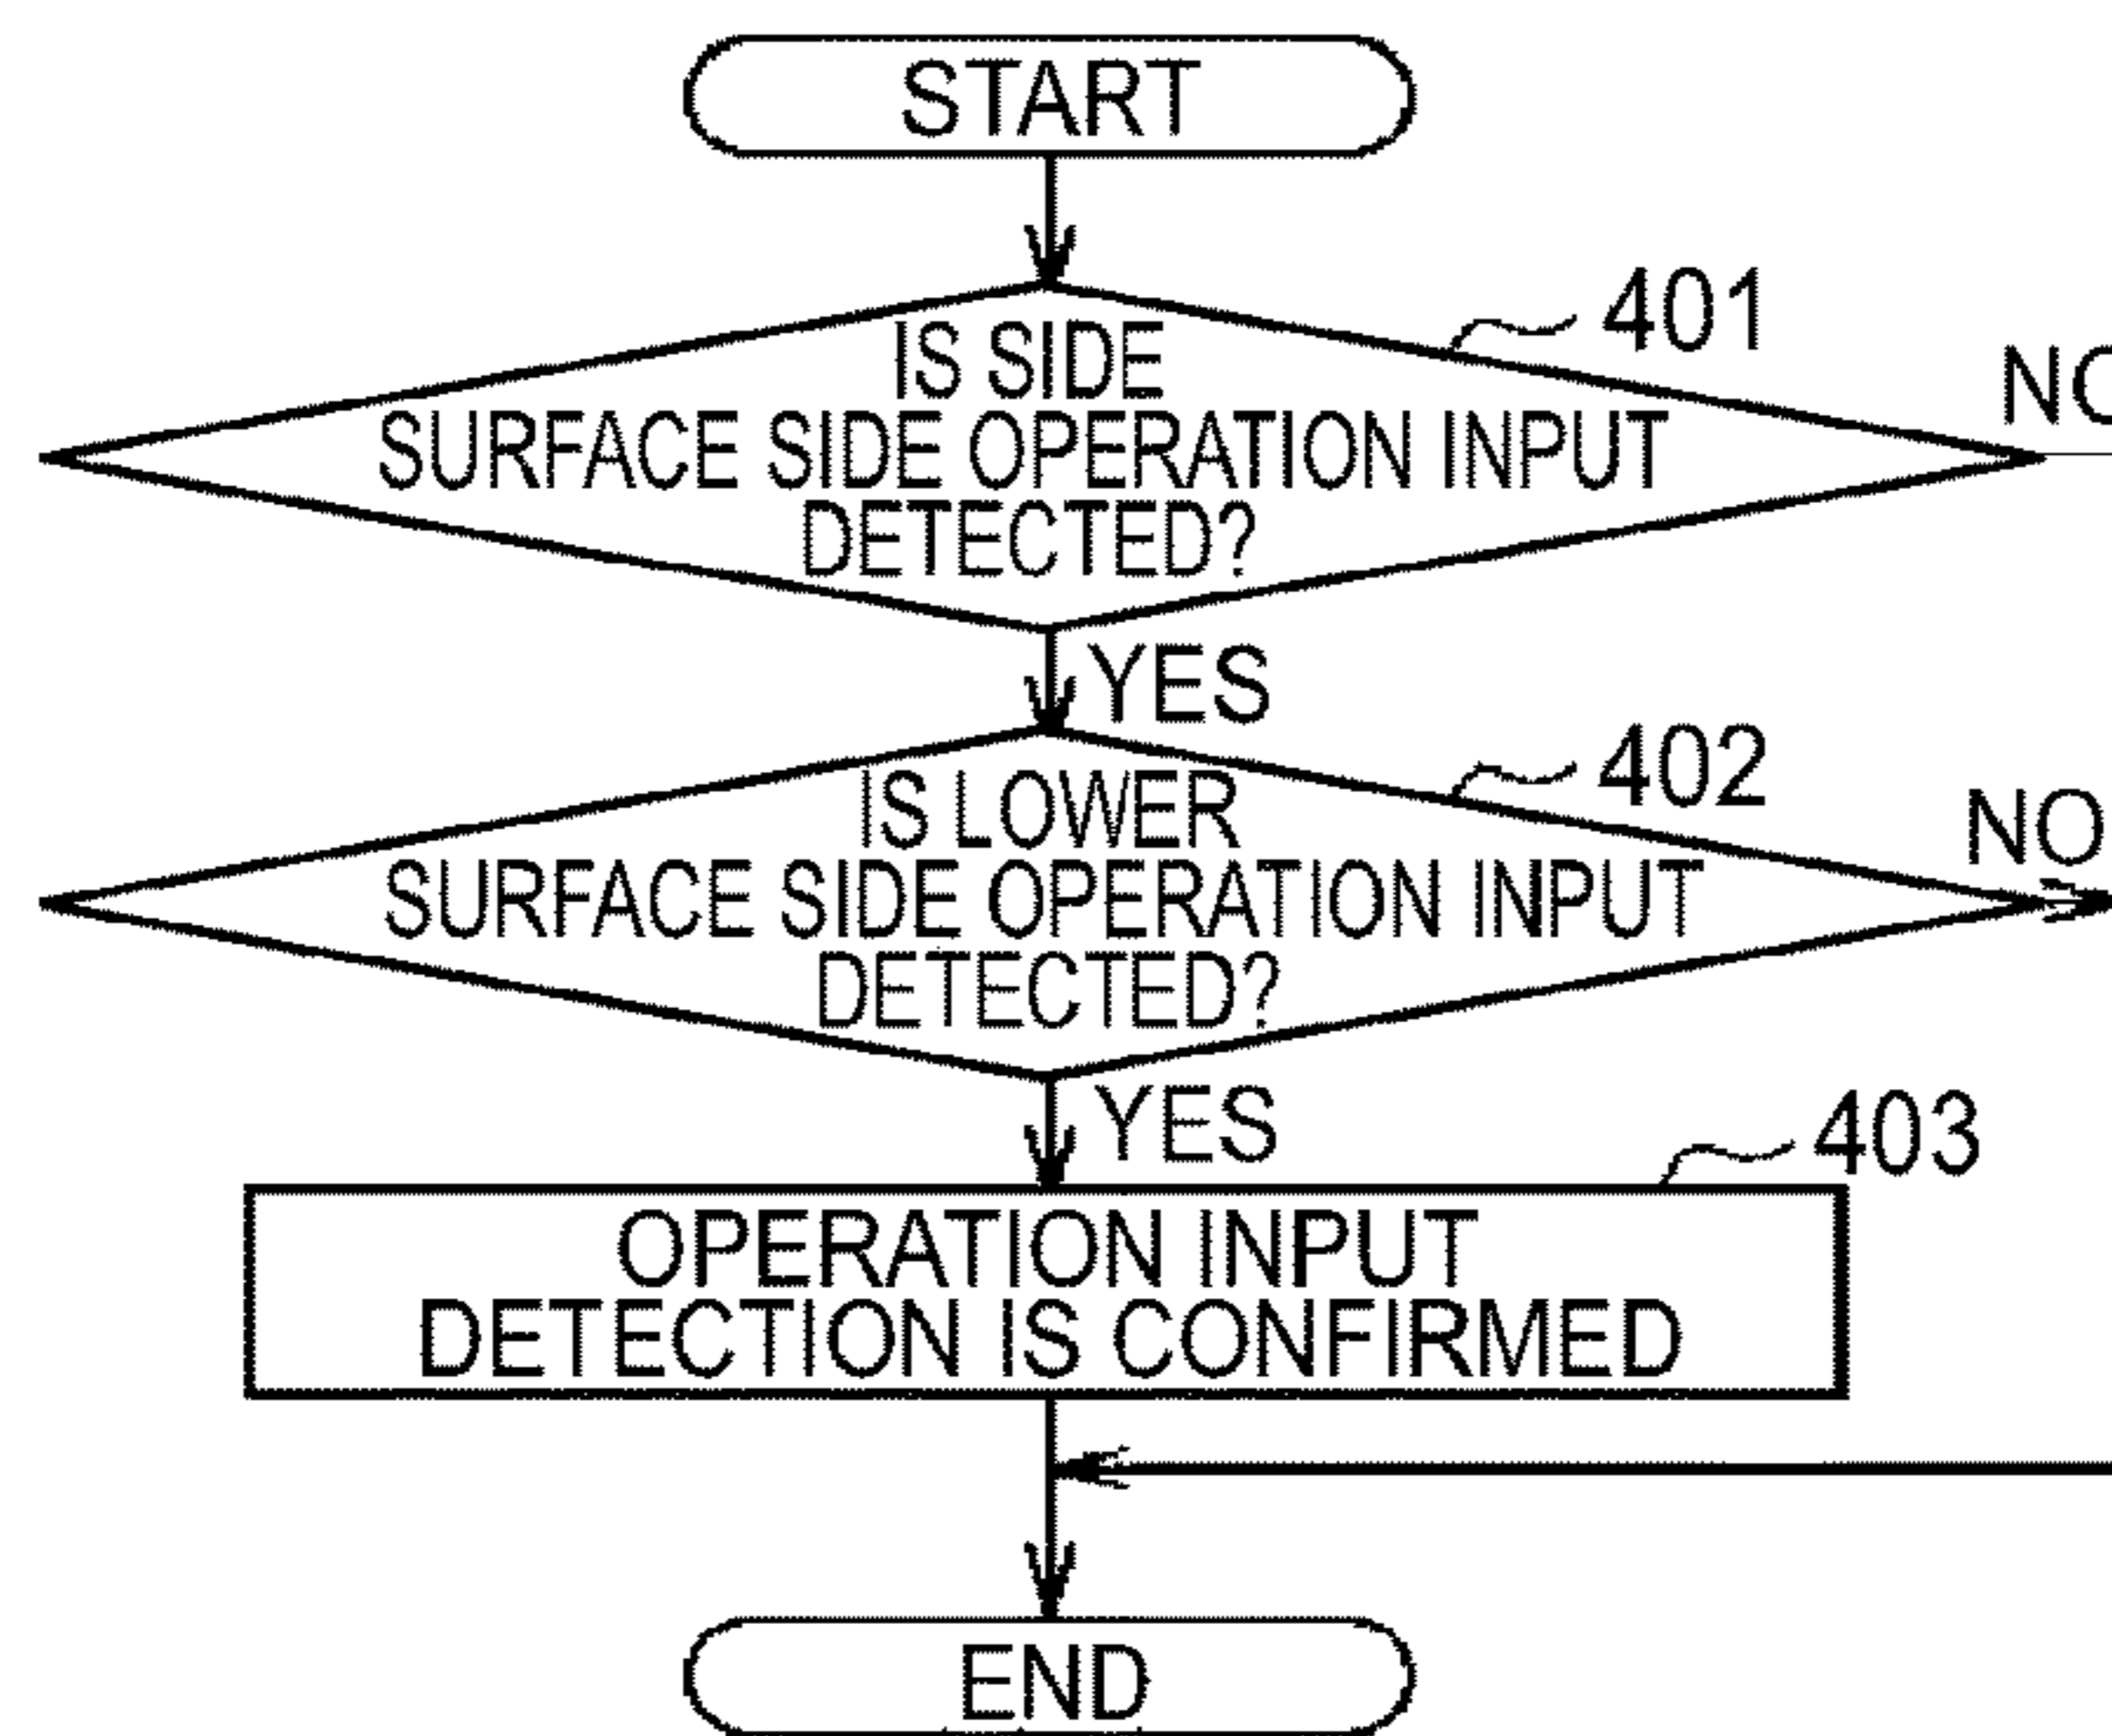 START
401
IS SIDE
SURFACE SIDE OPERATION INPUT
DETECTED?
NO
YES
402
IS LOWER
SURFACE SIDE OPERATION INPUT
DETECTED?
NO
YES
403
OPERATION INPUT
DETECTION IS CONFIRMED
END